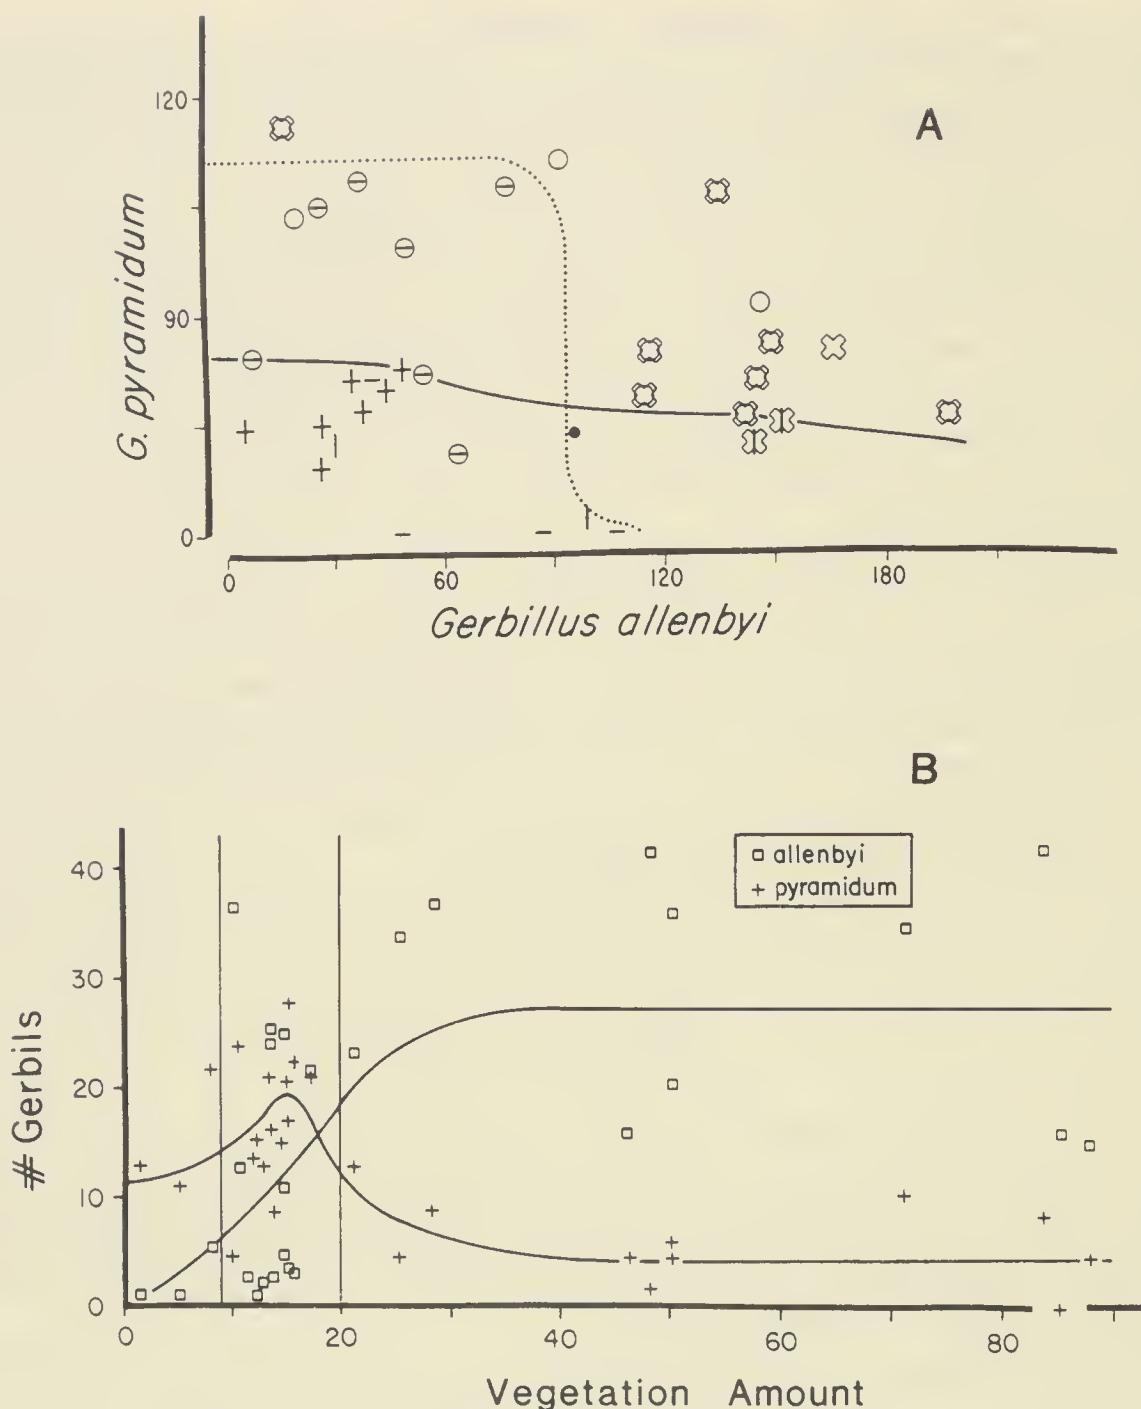 A
120
90
0
G. pyramidum
0 60 120 180
Gerbillus allenbyi
B
allenbyi
pyramidum
40
30
20
10
0
# Gerbils
0 20 40 60 80
Vegetation Amount